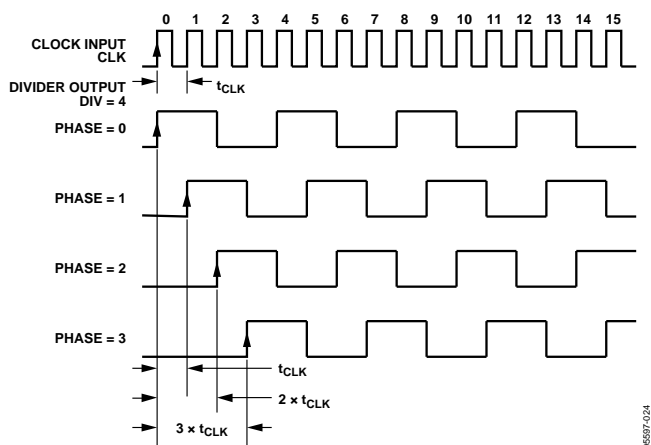 0 1 2 3 4 5 6 7 8 9 10 11 12 13 14 15
CLOCK INPUT
CLK
DIVIDER OUTPUT
DIV = 4
tCLK
PHASE = 0
PHASE = 1
PHASE = 2
PHASE = 3
tCLK
2 × tCLK
3 × tCLK
05597-024